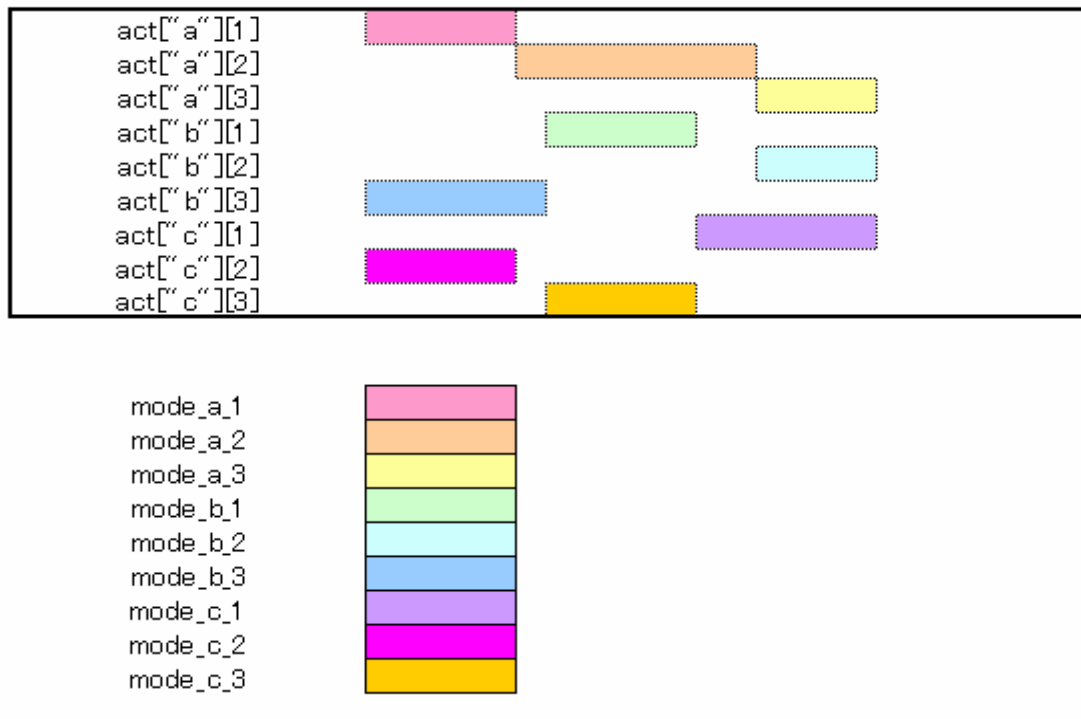 act["a"][1]
act["a"][2]
act["a"][3]
act["b"][1]
act["b"][2]
act["b"][3]
act["c"][1]
act["c"][2]
act["c"][3]
mode_a_1
mode_a_2
mode_a_3
mode_b_1
mode_b_2
mode_b_3
mode_c_1
mode_c_2
mode_c_3